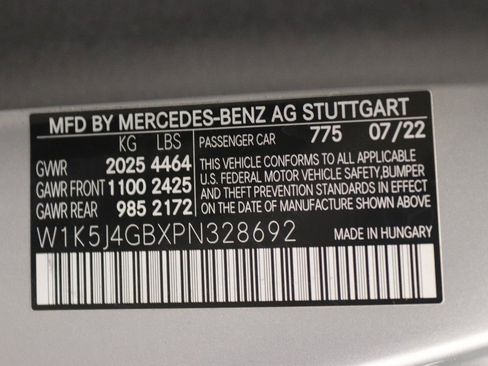 MFD BY MERCEDES-BENZ AG STUTTGART
KG LBS PASSENGER CAR 775 07/22
GVWR 2025 4464
GAWR FRONT 1100 2425
GAWR REAR 985 2172
THIS VEHICLE CONFORMS TO ALL APPLICABLE
U.S. FEDERAL MOTOR VEHICLE SAFETY,BUMPER
AND THEFT PREVENTION STANDARDS IN EFFECT
ON THE DATE OF MANUFACTURE SHOWN ABOVE
W1K5J4GBXPN328692 MADE IN HUNGARY